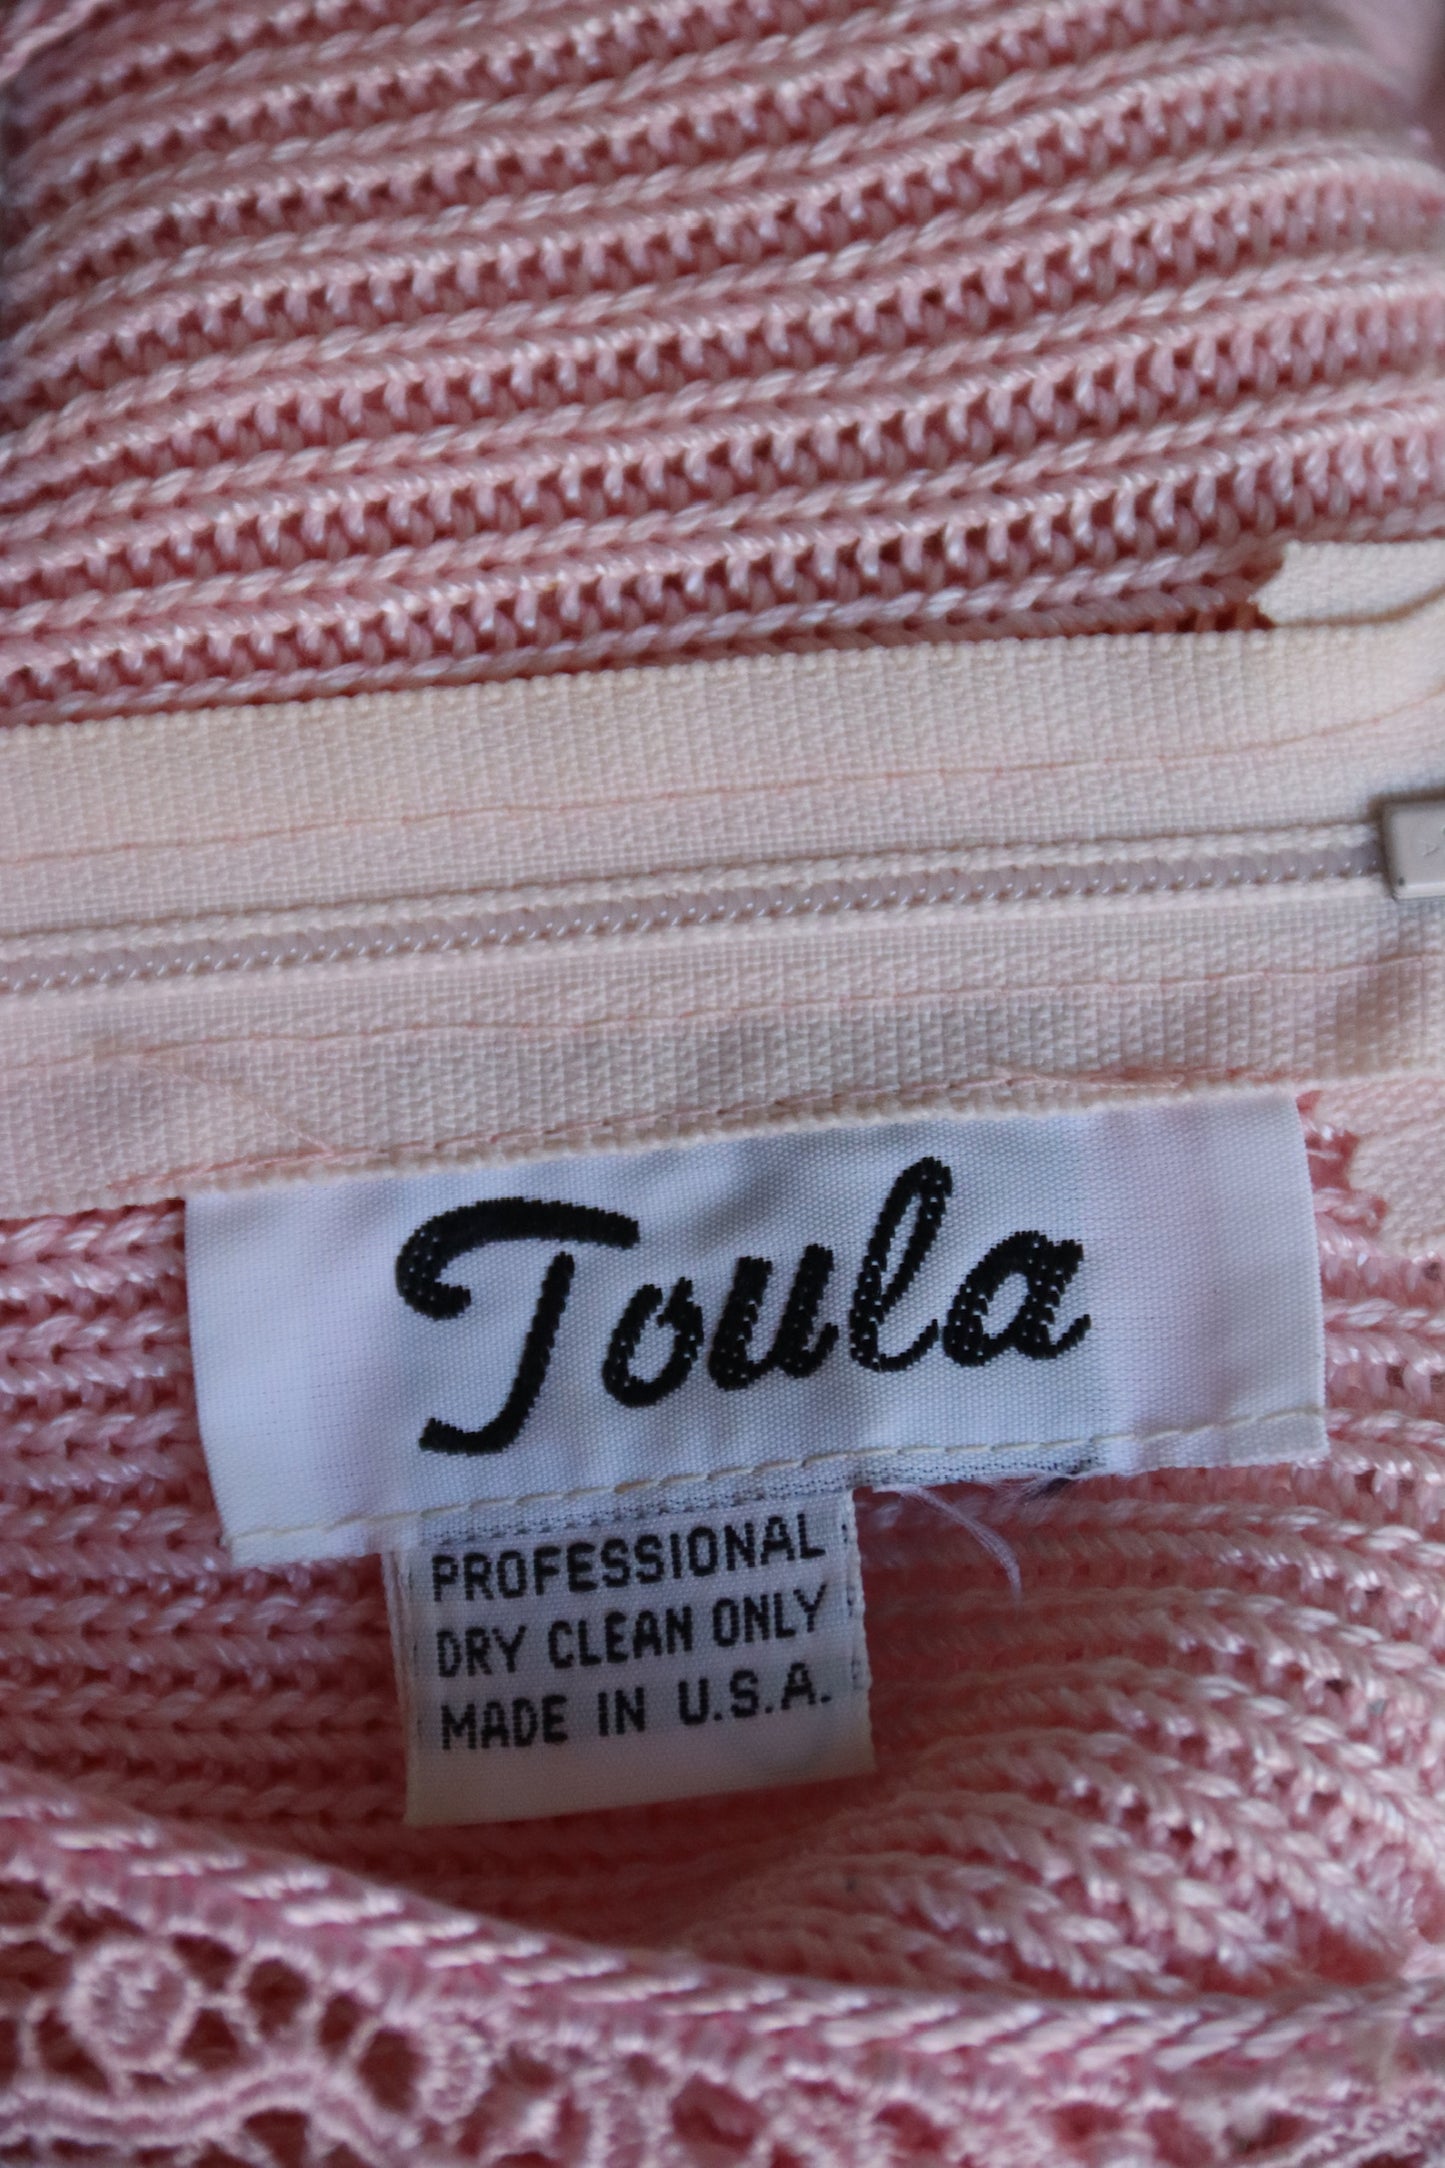 Toula
PROFESSIONAL
DRY CLEAN ONLY
MADE IN U.S.A.